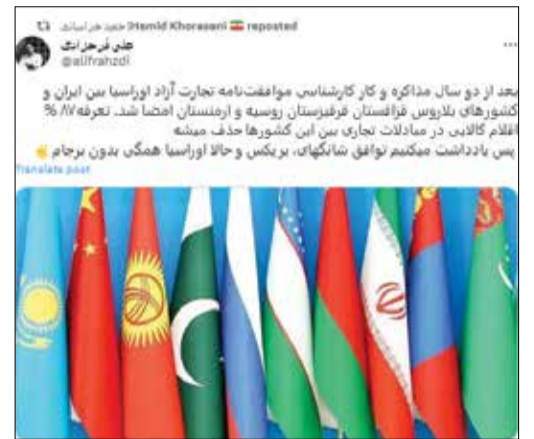 Hamid Khorasani حمید خراسانی reposted
علی فرحزادی
@alifrahzdi
بعد از دو سال مذاکره و کار کارشناسی موافقت‌نامه تجارت آزاد اوراسیا بین ایران و
کشورهای بلاروس قزاقستان قرقیزستان روسیه و ارمنستان امضا شد. تعرفه ۸۷ %
اقلام کالایی در مبادلات تجاری بین این کشورها حذف میشه
پس یادداشت میکنیم توافق شانگهای، بریکس و حالا اوراسیا همگی بدون برجام
Translate post